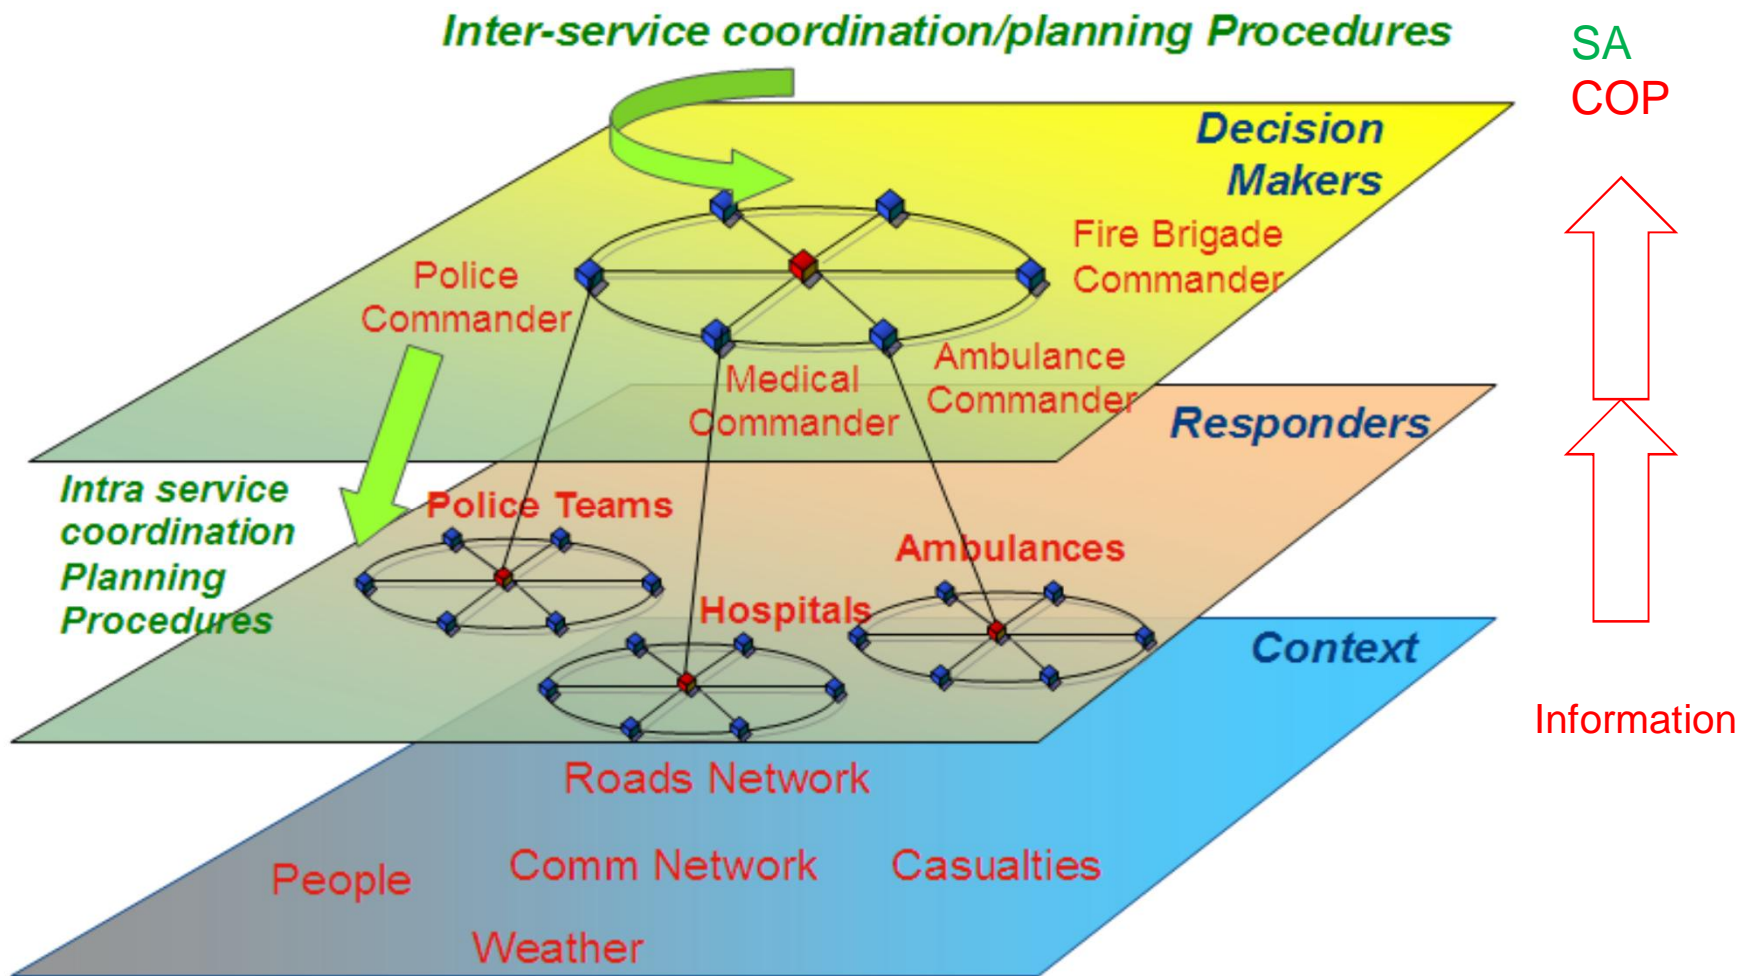 Inter-service coordination/planning Procedures
SA
COP
Decision
Makers
Fire Brigade
Commander
Police
Commander
Ambulance
Commander
Medical
Commander
Responders
Intra service
coordination
Planning
Procedures
Police Teams
Ambulances
Hospitals
Context
Information
Roads Network
People
Comm Network
Casualties
Weather